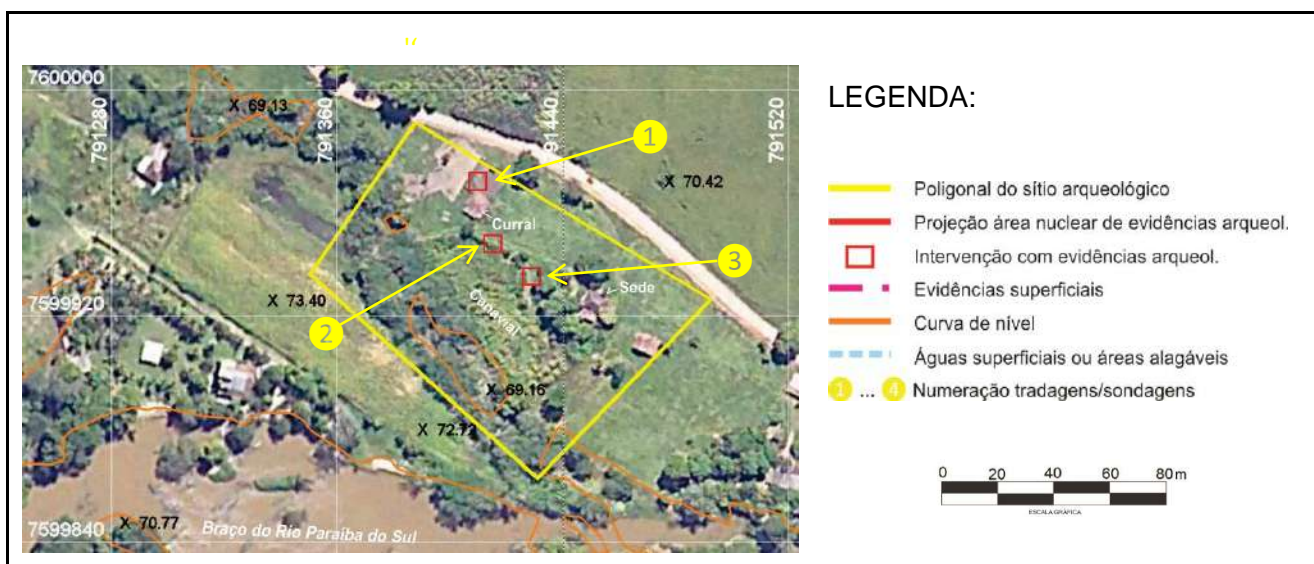 7600000
791280
791360
91440
791520
X 69.13
1
X 70.42
Curral
3
Sede
7599920
X 73.40
2
Canavial
X 69.16
X 72.72
7599840
X 70.77
Braço do Rio Paraíba do Sul
LEGENDA:
Poligonal do sítio arqueológico
Projeção área nuclear de evidências arqueol.
Intervenção com evidências arqueol.
Evidências superficiais
Curva de nível
Águas superficiais ou áreas alagáveis
1 ... 4 Numeração tradagens/sondagens
0 20 40 60 80 m
ESCALA GRÁFICA